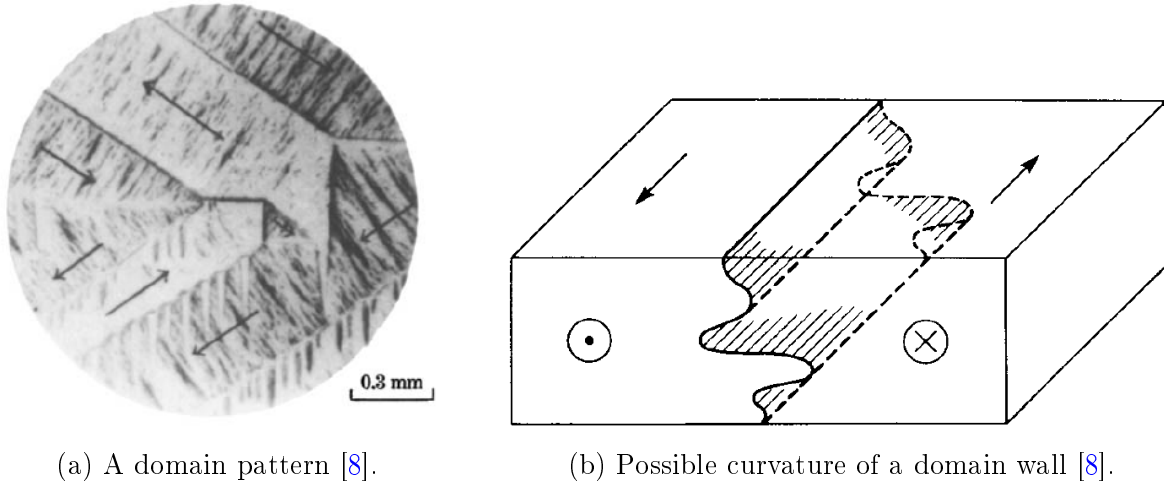 0.3 mm
(a) A domain pattern [8].
(b) Possible curvature of a domain wall [8].